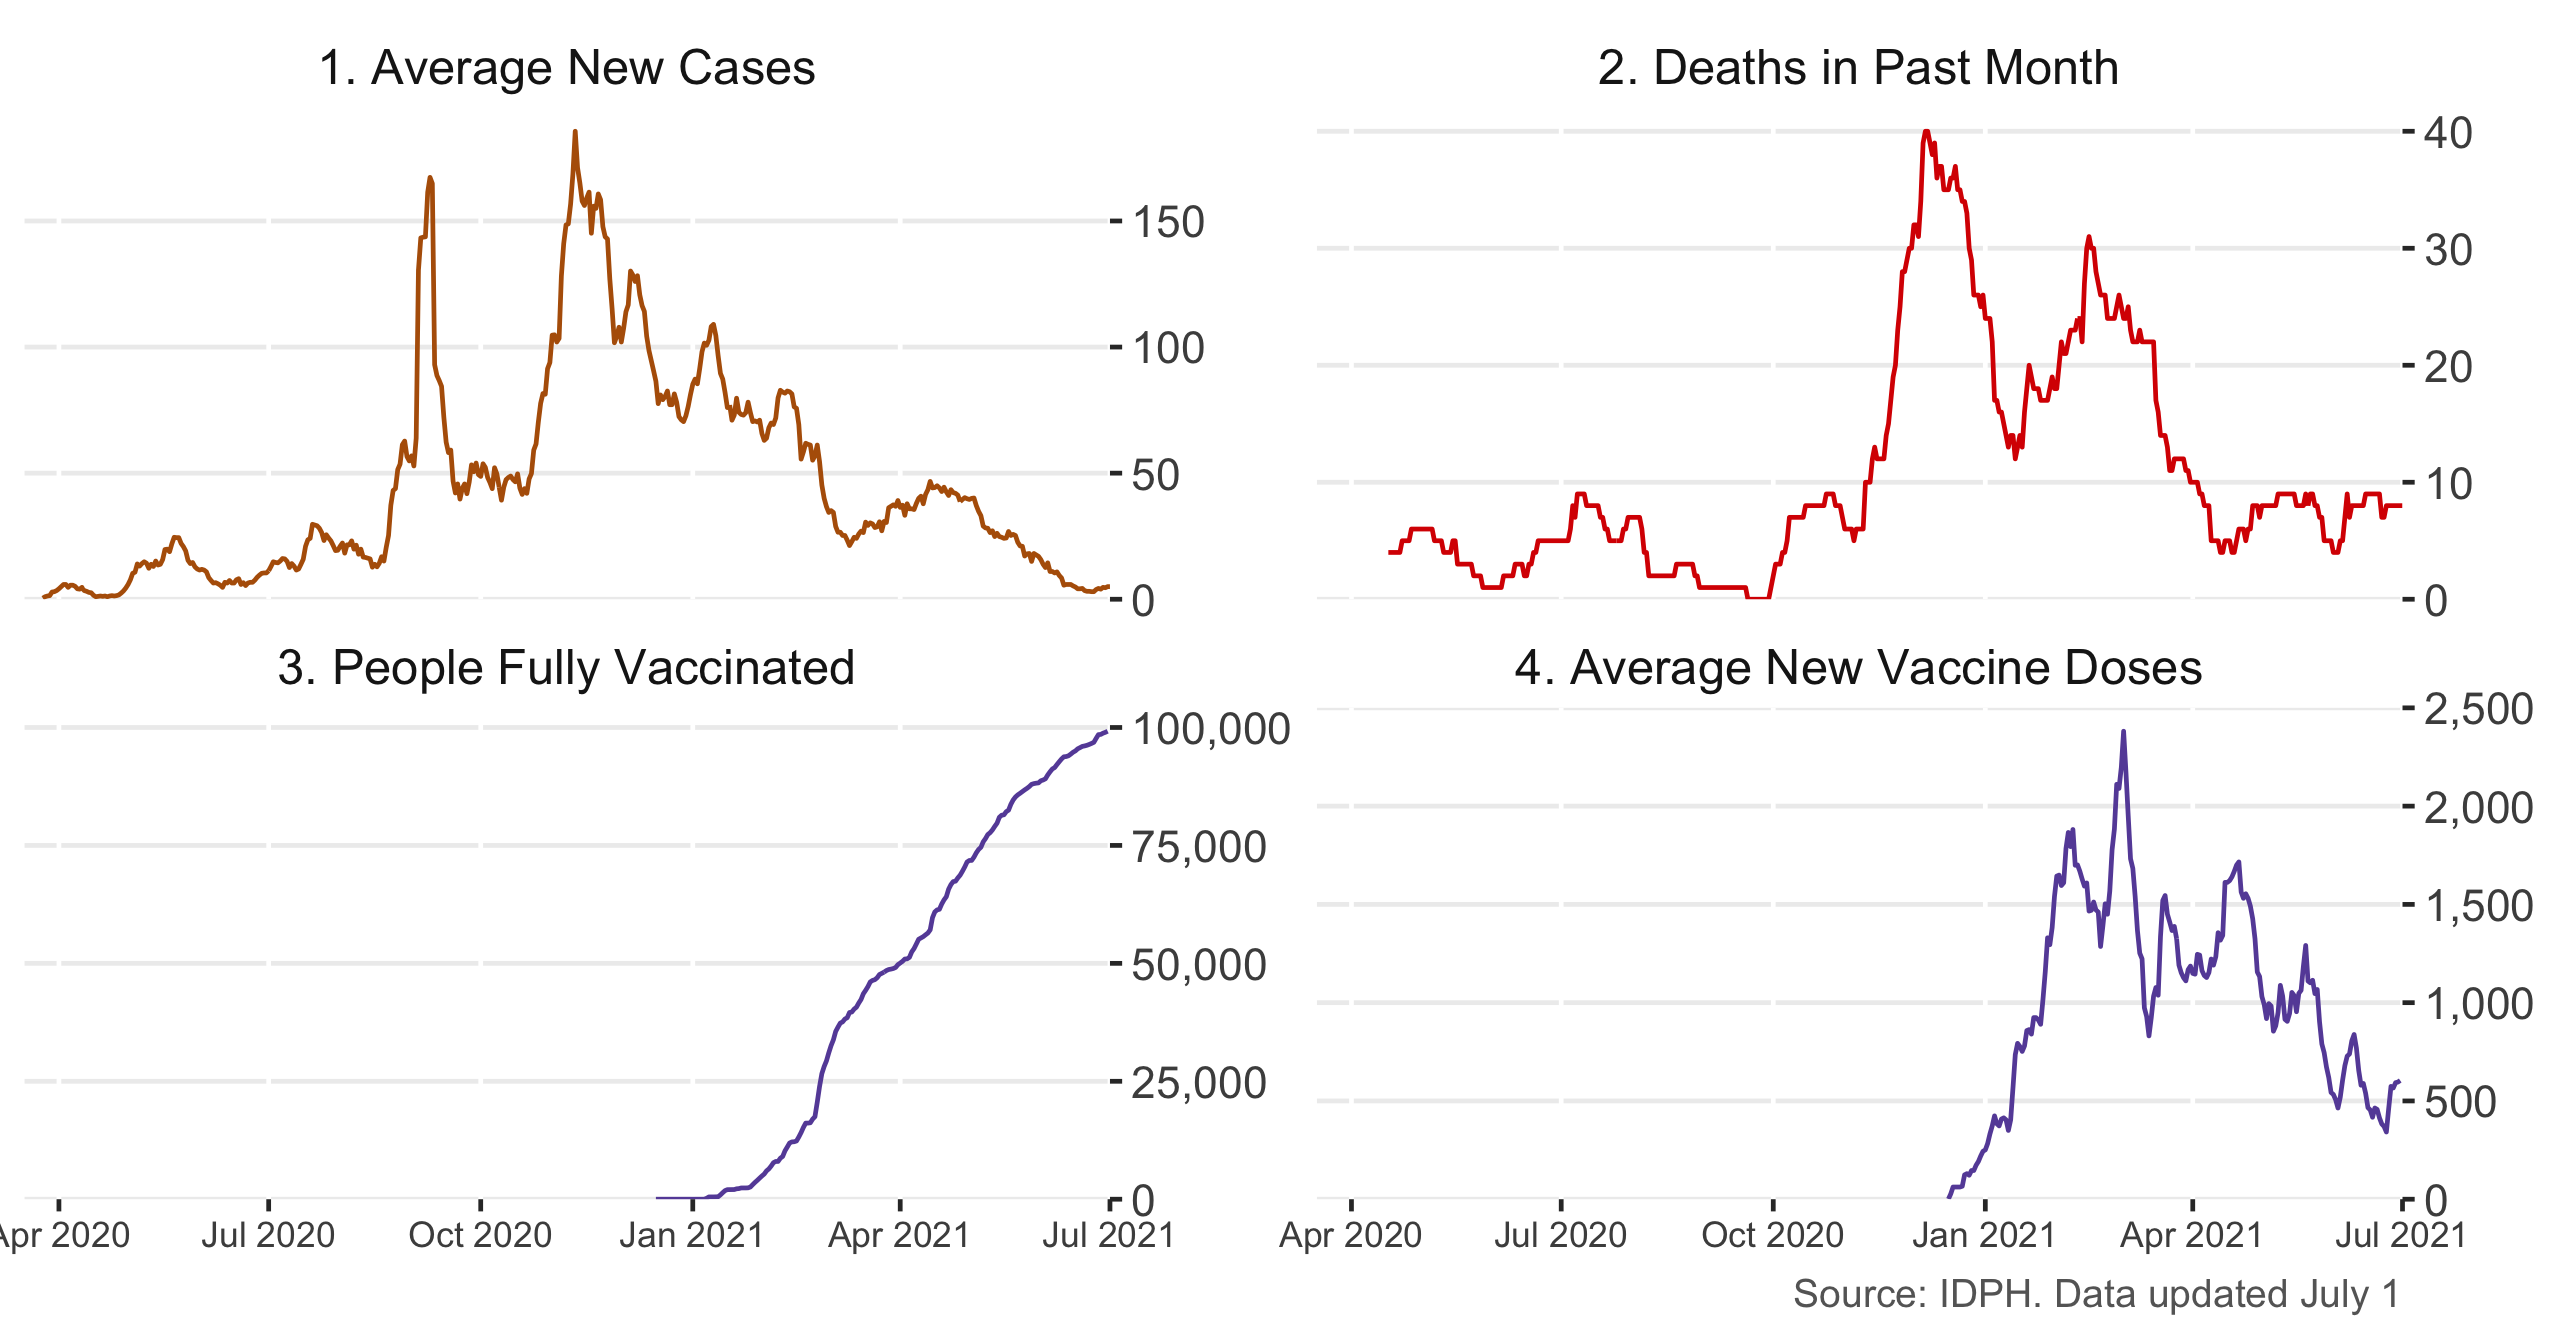 1. Average New Cases
150
100
50
0
2. Deaths in Past Month
40
30
20
10
0
3. People Fully Vaccinated
100,000
75,000
50,000
25,000
0
Apr 2020 Jul 2020 Oct 2020 Jan 2021 Apr 2021 Jul 2021
4. Average New Vaccine Doses
2,500
2,000
1,500
1,000
500
0
Apr 2020 Jul 2020 Oct 2020 Jan 2021 Apr 2021 Jul 2021
Source: IDPH. Data updated July 1